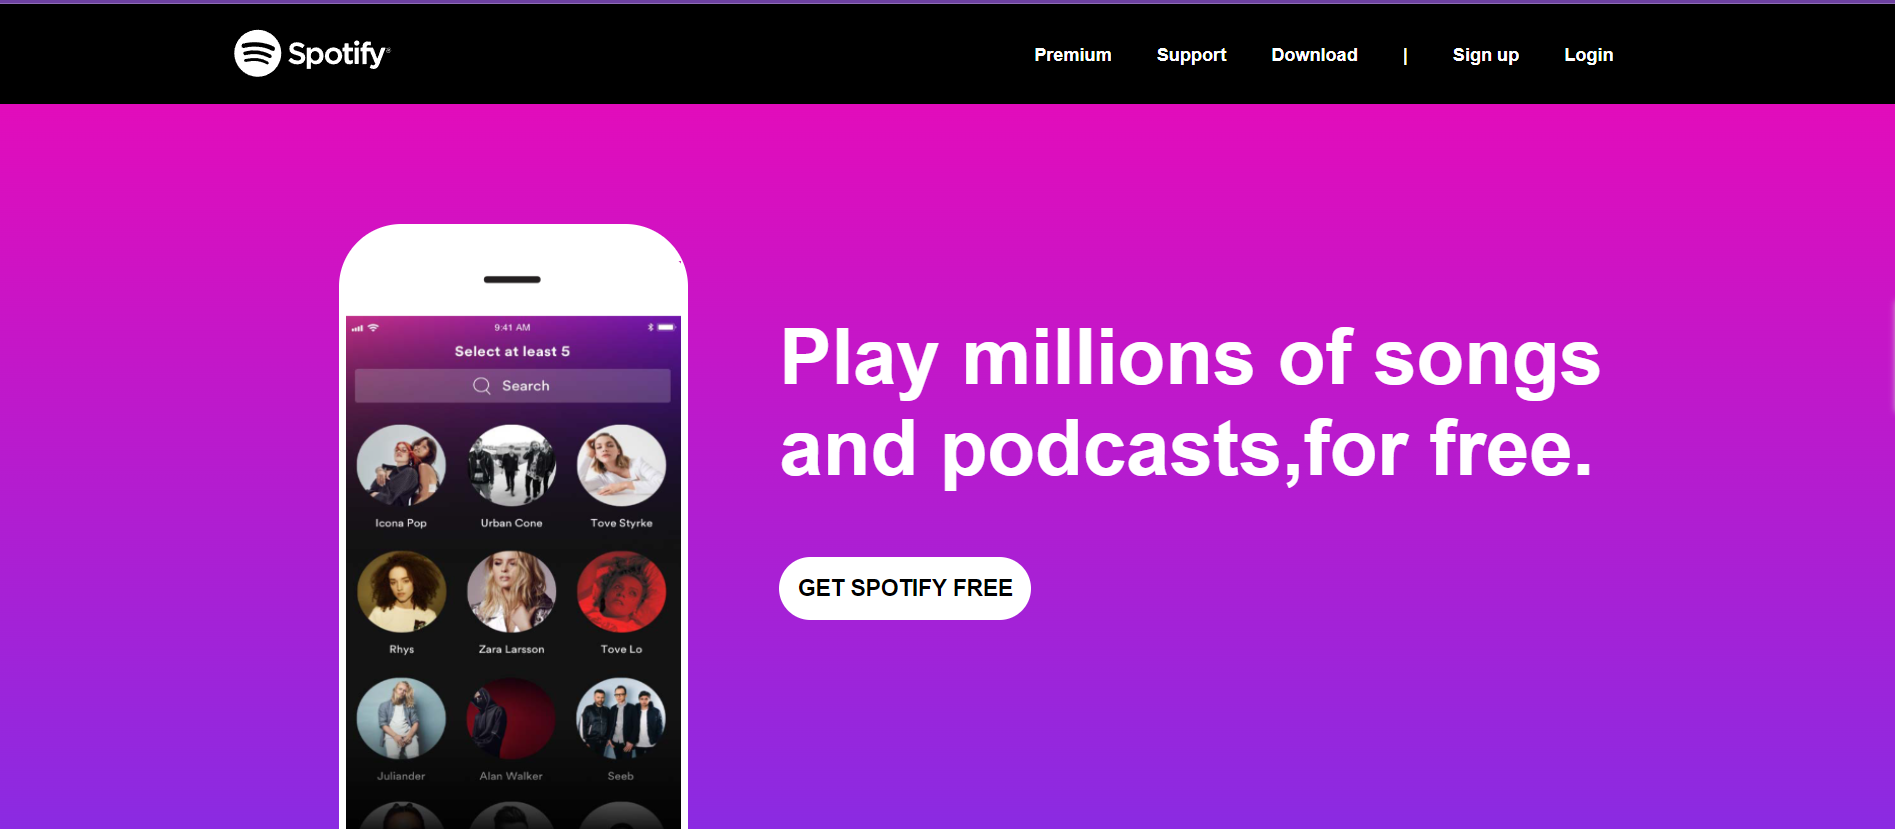 Spotify®
Premium Support Download | Sign up Login
9:41 AM
Select at least 5
Search
Icona Pop Urban Cone Tove Styrke
Rhys Zara Larsson Tove Lo
Juliander Alan Walker Seeb
Play millions of songs
and podcasts,for free.
GET SPOTIFY FREE